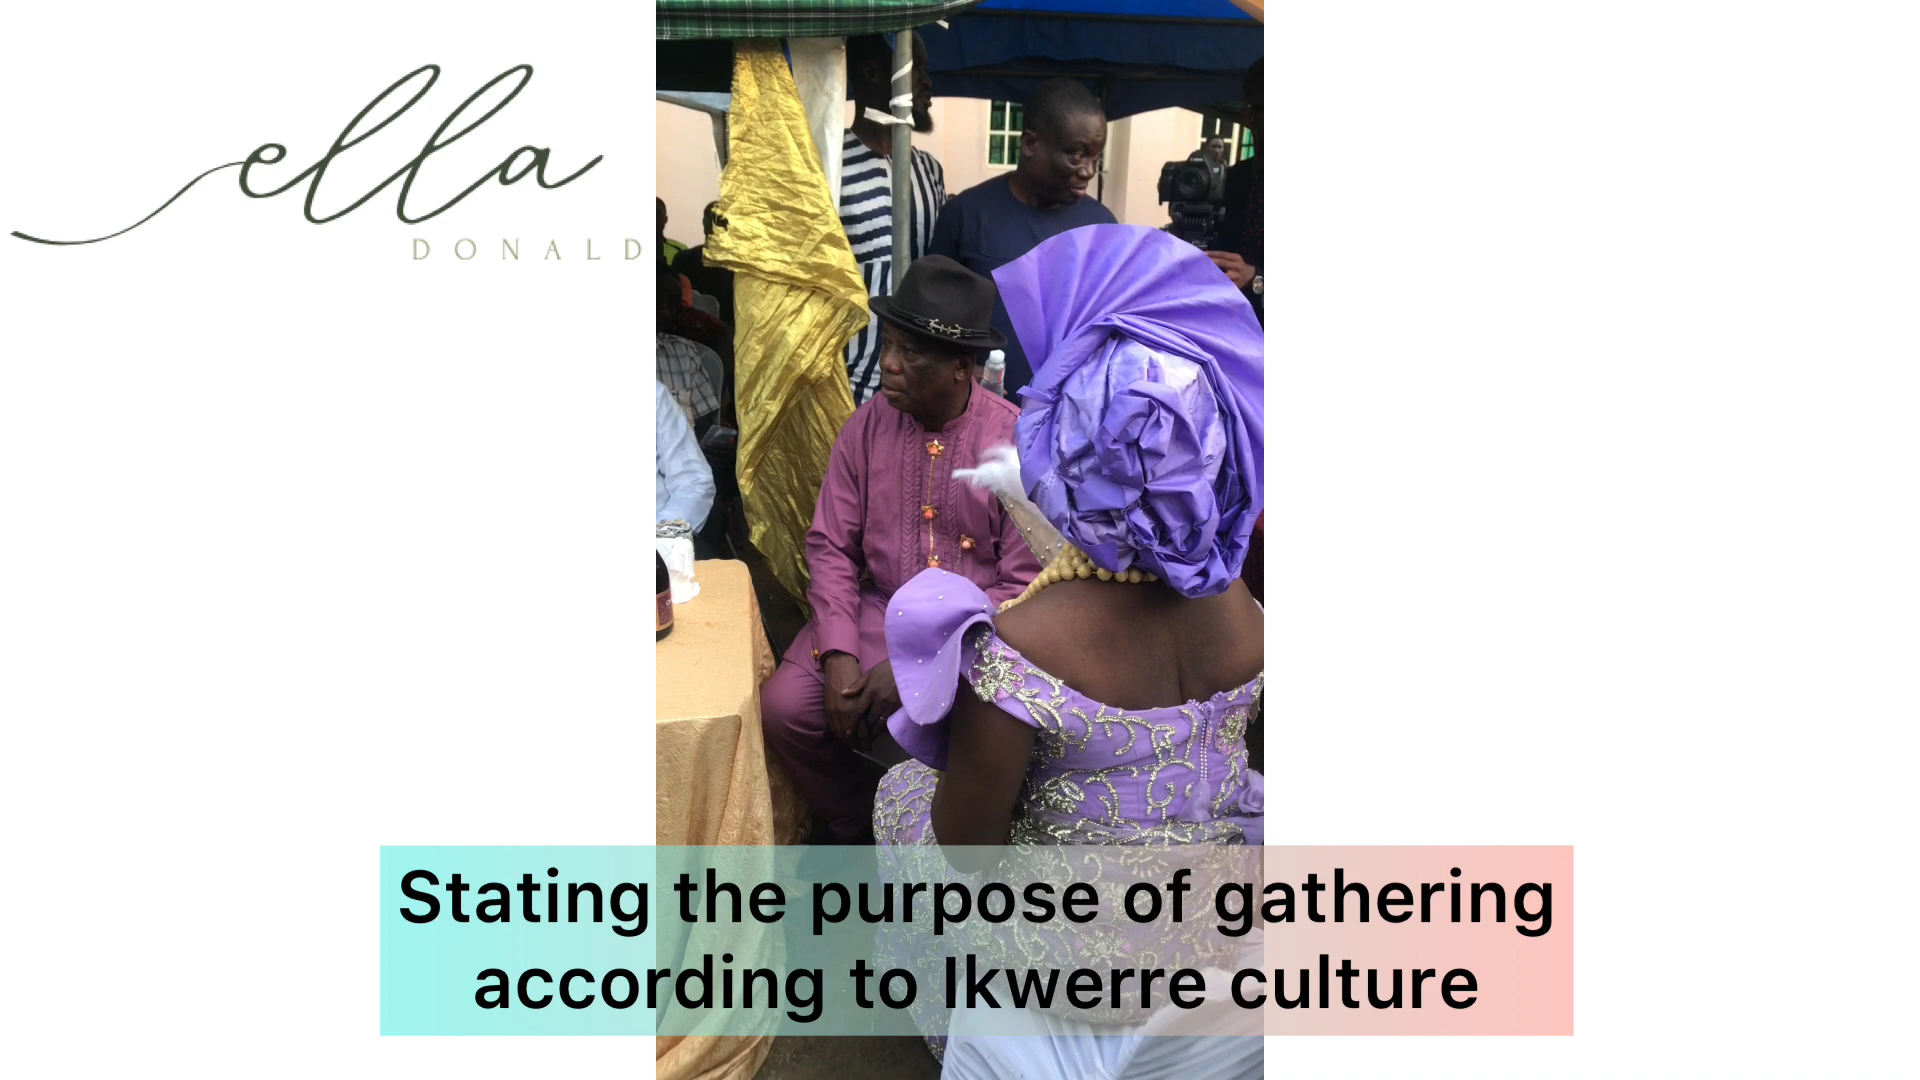 ella
DONALD
Stating the purpose of gathering
according to Ikwerre culture